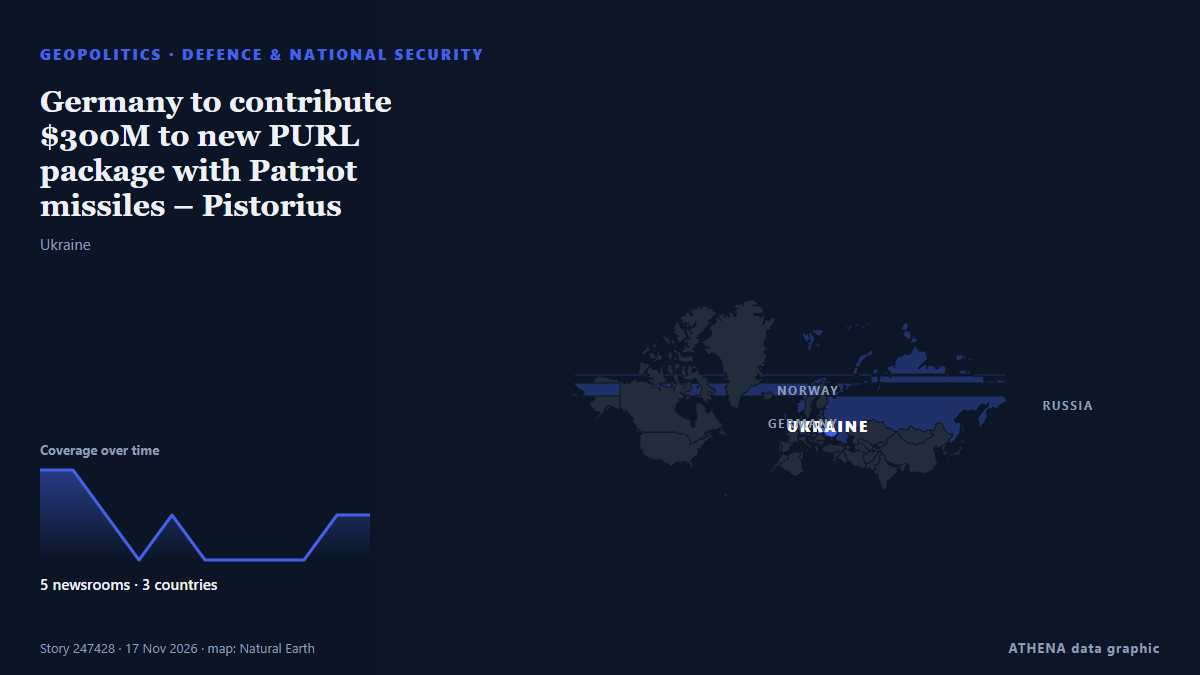 GEOPOLITICS · DEFENCE & NATIONAL SECURITY
Germany to contribute
$300M to new PURL
package with Patriot
missiles – Pistorius
Ukraine
NORWAY
RUSSIA
GERMANY
UKRAINE
Coverage over time
5 newsrooms · 3 countries
Story 247428 · 17 Nov 2026 · map: Natural Earth
ATHENA data graphic